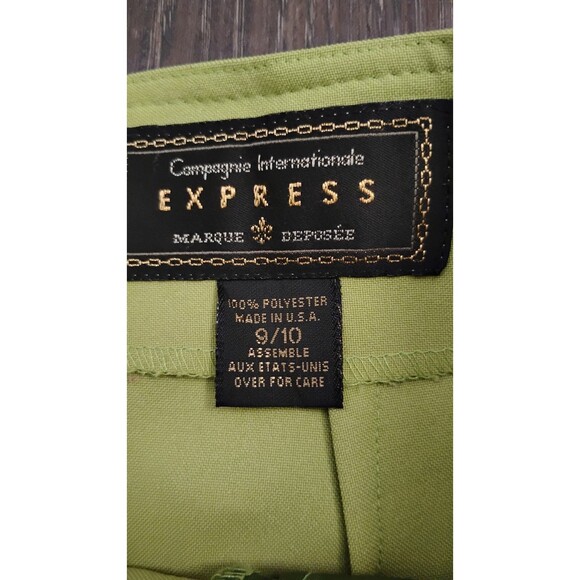 Compagnie Internationale
EXPRESS
MARQUE DEPOSÉE
100% POLYESTER
MADE IN U.S.A.
9/10
ASSEMBLE
AUX ETATS-UNIS
OVER FOR CARE